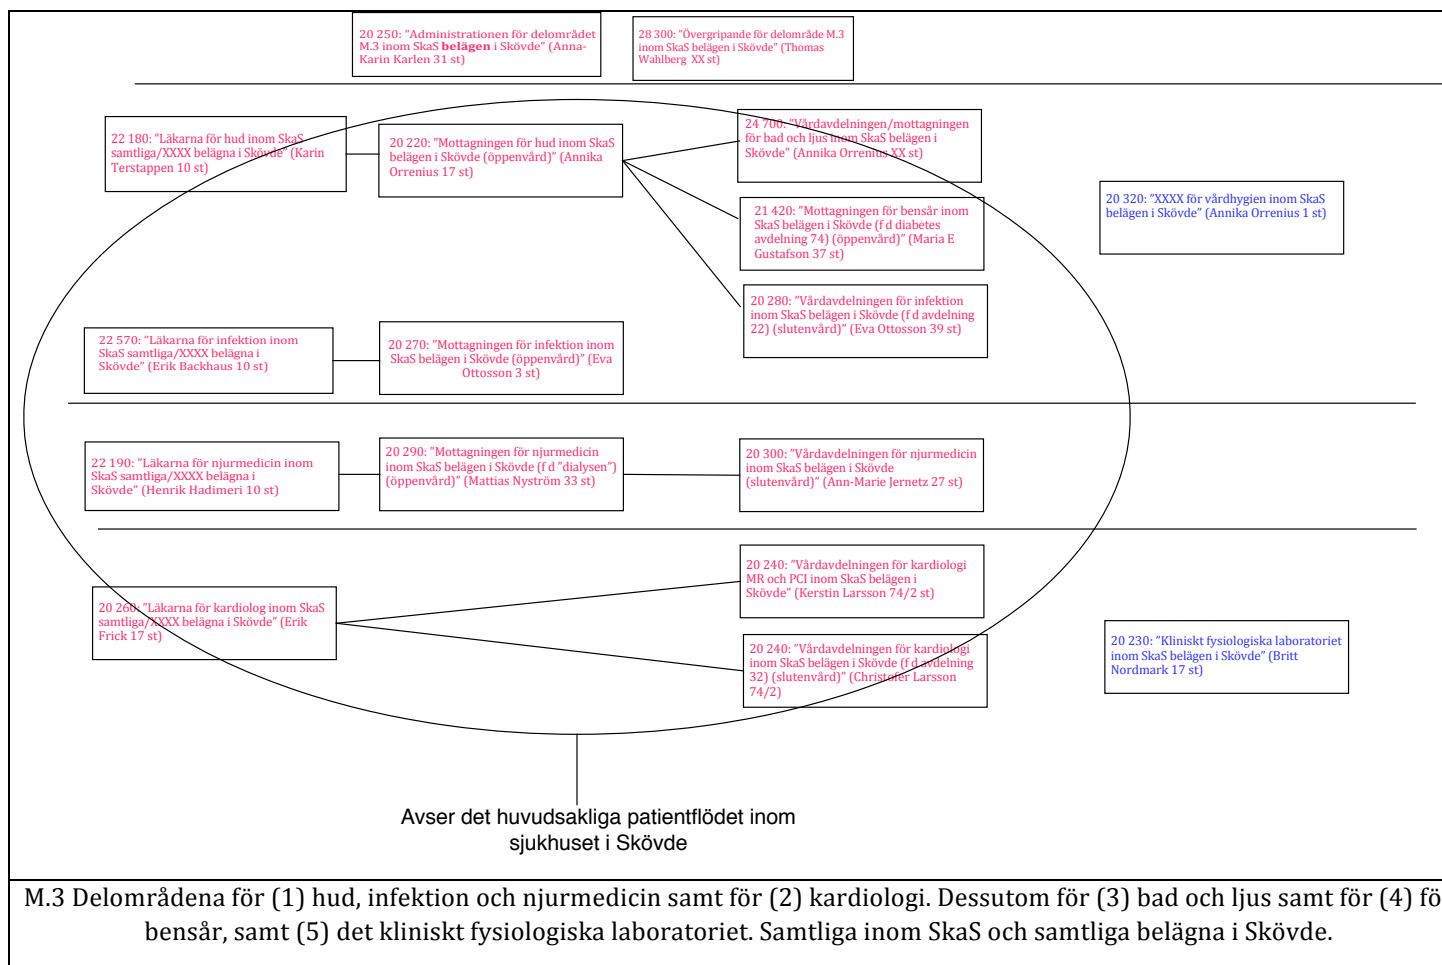 20 250: "Administrationen för delområdet
M.3 inom SkaS belägen i Skövde" (Anna-
Karin Karlen 31 st)
28 300: "Övergripande för delområde M.3
inom SkaS belägen i Skövde" (Thomas
Wahlberg XX st)
22 180: "Läkarna för hud inom SkaS
samtliga/XXXX belägna i Skövde" (Karin
Terstappen 10 st)
20 220: "Mottagningen för hud inom SkaS
belägen i Skövde (öppenvård)" (Annika
Orrenius 17 st)
24 700: "Vårdavdelningen/mottagningen
för bad och ljus inom SkaS belägen i
Skövde" (Annika Orrenius XX st)
20 320: "XXXX för vårdhygien inom SkaS
belägen i Skövde" (Annika Orrenius 1 st)
21 420: "Mottagningen för bensår inom
SkaS belägen i Skövde (f d diabetes
avdelning 74) (öppenvård)" (Maria E
Gustafson 37 st)
20 280: "Vårdavdelningen för infektion
inom SkaS belägen i Skövde (f d avdelning
22) (slutenvård)" (Eva Ottosson 39 st)
22 570: "Läkarna för infektion inom
SkaS samtliga/XXXX belägna i
Skövde" (Erik Backhaus 10 st)
20 270: "Mottagningen för infektion inom
SkaS belägen i Skövde (öppenvård)" (Eva
Ottosson 3 st)
22 190: "Läkarna för njurmedicin inom
SkaS samtliga/XXXX belägna i
Skövde" (Henrik Hadimeri 10 st)
20 290: "Mottagningen för njurmedicin
inom SkaS belägen i Skövde (f d "dialysen")
(öppenvård)" (Mattias Nyström 33 st)
20 300: "Vårdavdelningen för njurmedicin
inom SkaS belägen i Skövde
(slutenvård)" (Ann-Marie Jernetz 27 st)
20 260: "Läkarna för kardiolog inom SkaS
samtliga/XXXX belägna i Skövde" (Erik
Frick 17 st)
20 240: "Vårdavdelningen för kardiologi
MR och PCI inom SkaS belägen i
Skövde" (Kerstin Larsson 74/2 st)
20 240: "Vårdavdelningen för kardiologi
inom SkaS belägen i Skövde (f d avdelning
32) (slutenvård)" (Christofer Larsson
74/2)
20 230: "Kliniskt fysiologiska laboratoriet
inom SkaS belägen i Skövde" (Britt
Nordmark 17 st)
Avser det huvudsakliga patientflödet inom
sjukhuset i Skövde
M.3 Delområdena för (1) hud, infektion och njurmedicin samt för (2) kardiologi. Dessutom för (3) bad och ljus samt för (4) fö
bensår, samt (5) det kliniskt fysiologiska laboratoriet. Samtliga inom SkaS och samtliga belägna i Skövde.